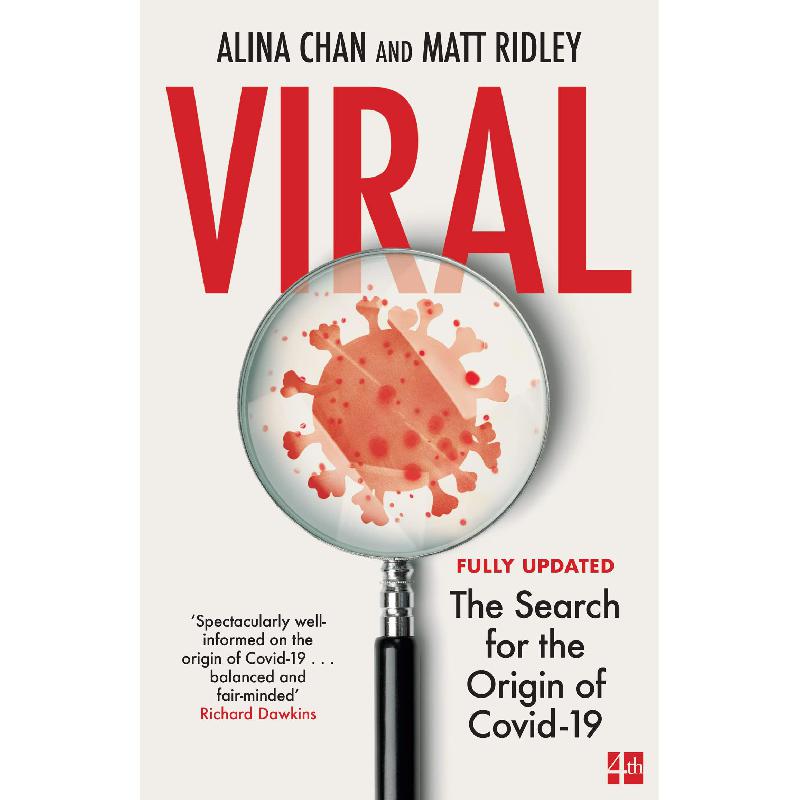 ALINA CHAN AND MATT RIDLEY
VIRAL
FULLY UPDATED
The Search
for the
Origin of
Covid-19
‘Spectacularly well-
informed on the
origin of Covid-19 . . .
balanced and
fair-minded’
Richard Dawkins
4th